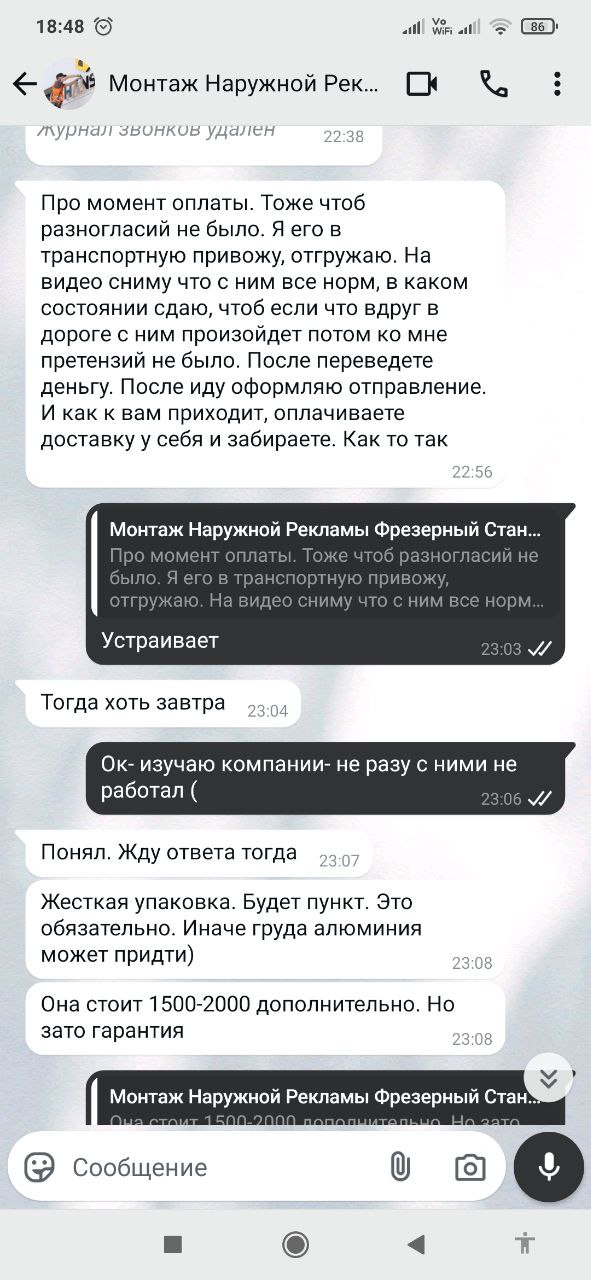 18:48
Vo
WiFi
86
Монтаж Наружной Рек...
Журнал звонков удален
22:38
Про момент оплаты. Тоже чтоб
разногласий не было. Я его в
транспортную привожу, отгружаю. На
видео сниму что с ним все норм, в каком
состоянии сдаю, чтоб если что вдруг в
дороге с ним произойдет потом ко мне
претензий не было. После переведете
деньгу. После иду оформляю отправление.
И как к вам приходит, оплачиваете
доставку у себя и забираете. Как то так
22:56
Монтаж Наружной Рекламы Фрезерный Стан...
Про момент оплаты. Тоже чтоб разногласий не
было. Я его в транспортную привожу,
отгружаю. На видео сниму что с ним все норм...
Устраивает
23:03
Тогда хоть завтра
23:04
Ок- изучаю компании- не разу с ними не
работал (
23:06
Понял. Жду ответа тогда
23:07
Жесткая упаковка. Будет пункт. Это
обязательно. Иначе груда алюминия
может придти)
23:08
Она стоит 1500-2000 дополнительно. Но
зато гарантия
23:08
Монтаж Наружной Рекламы Фрезерный Стан...
Она стоит 1500-2000 дополнительно. Но зато
Сообщение